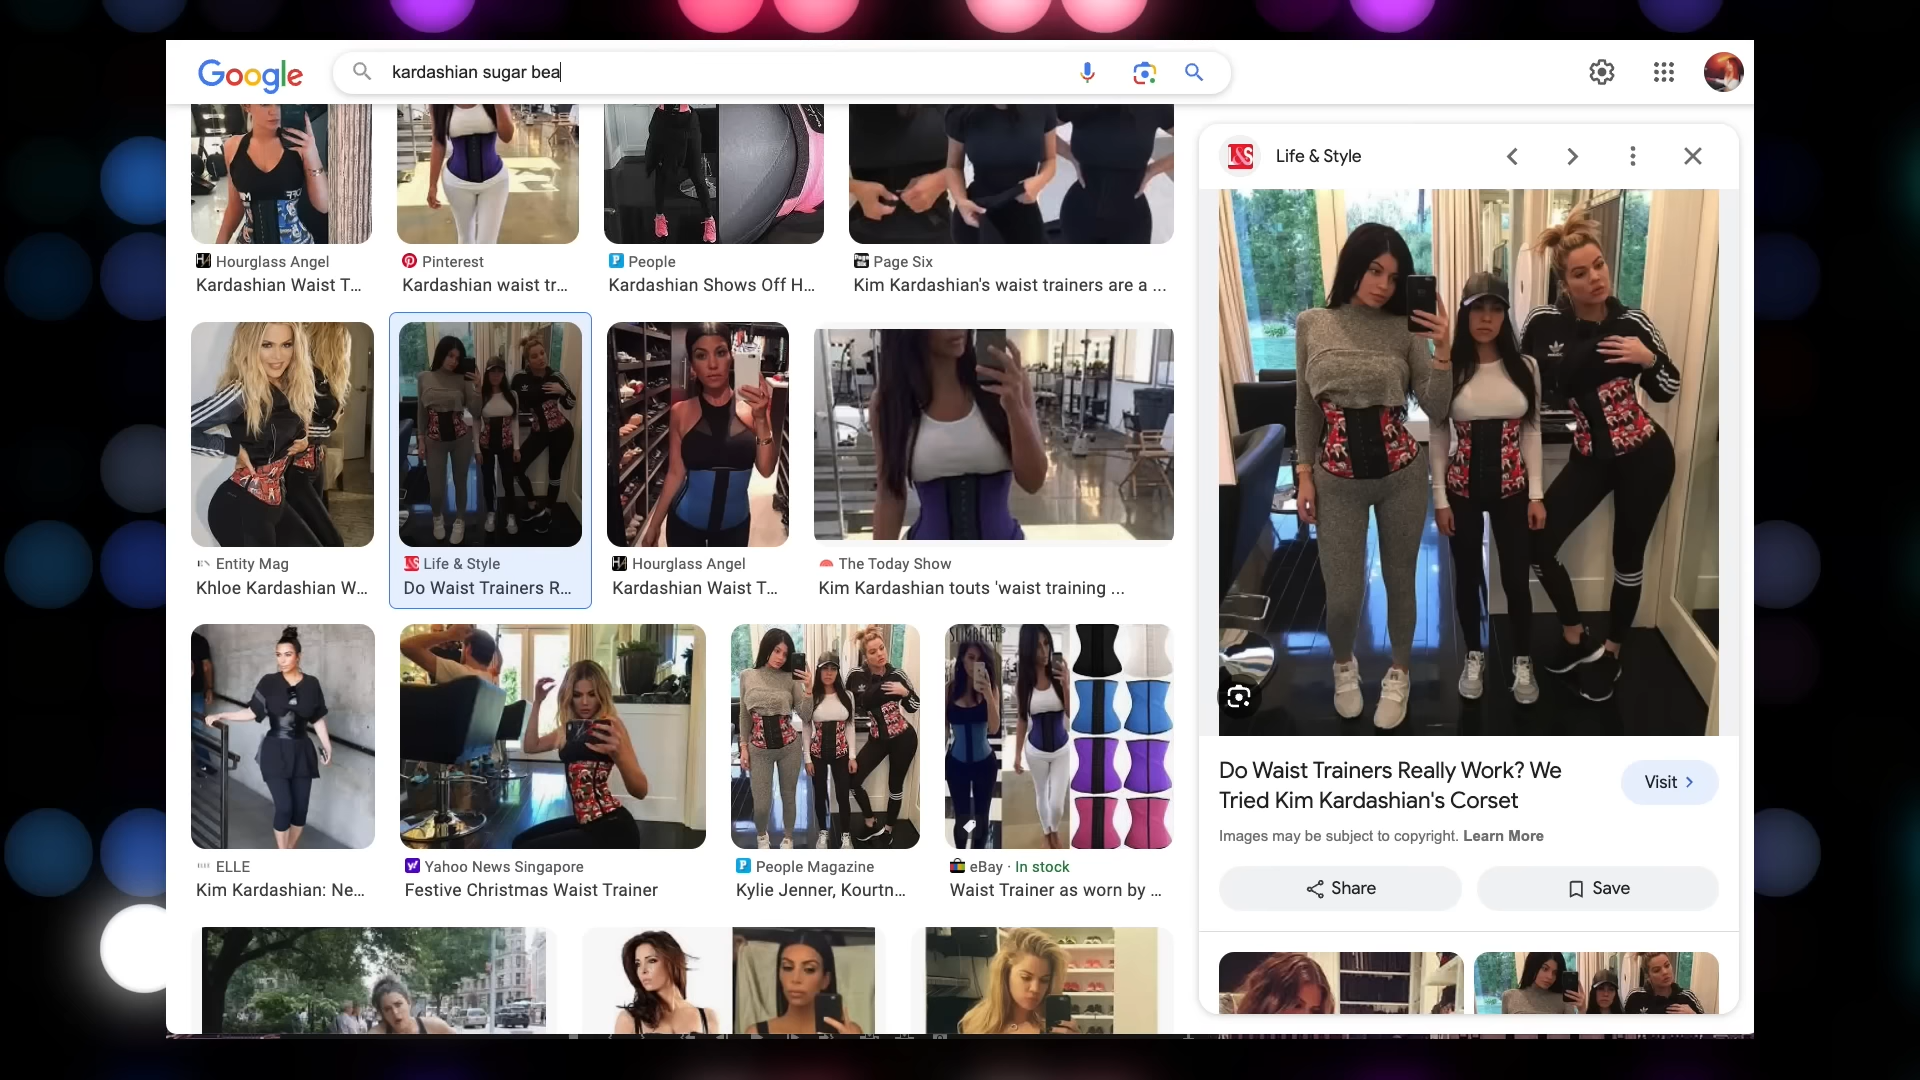 Google
kardashian sugar bea
Hourglass Angel
Kardashian Waist T...
Pinterest
Kardashian waist tr...
People
Kardashian Shows Off H...
Page Six
Kim Kardashian's waist trainers are a ...
Entity Mag
Khloe Kardashian W...
Life & Style
Do Waist Trainers R...
Hourglass Angel
Kardashian Waist T...
The Today Show
Kim Kardashian touts 'waist training ...
ELLE
Kim Kardashian: Ne...
Yahoo News Singapore
Festive Christmas Waist Trainer
People Magazine
Kylie Jenner, Kourtn...
SLIMBELLE
eBay · In stock
Waist Trainer as worn by ...
L&S
Life & Style
Do Waist Trainers Really Work? We
Tried Kim Kardashian's Corset
Visit
Images may be subject to copyright. Learn More
Share
Save